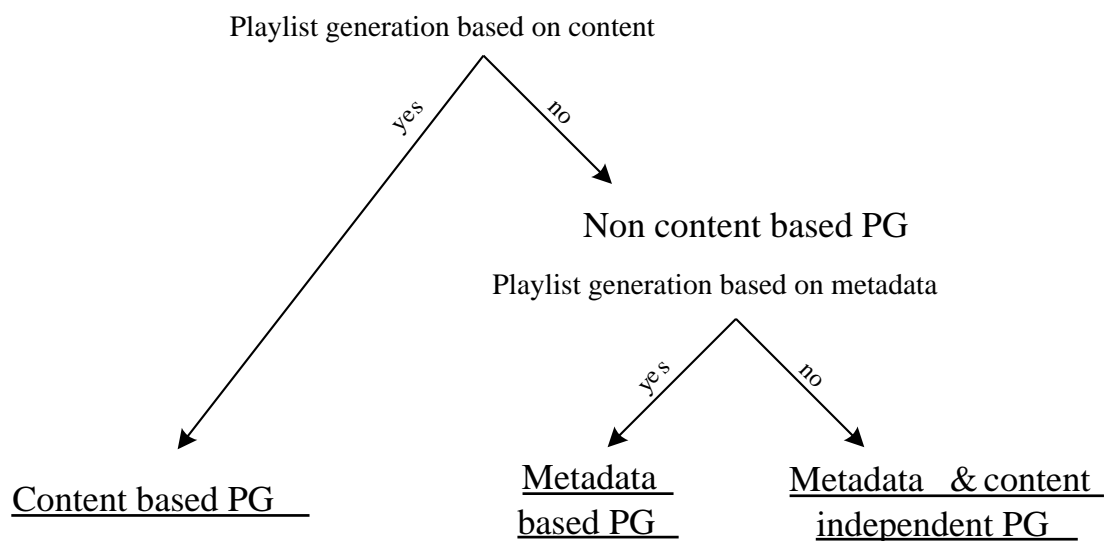 Playlist generation based on content
yes
no
Non content based PG
Playlist generation based on metadata
yes
no
Content based PG
Metadata
based PG
Metadata & content
independent PG